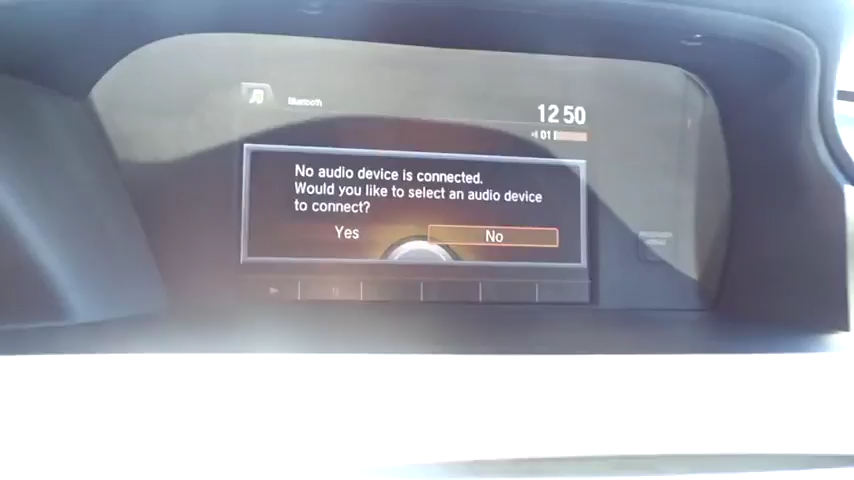 Bluetooth
12 50
01
No audio device is connected.
Would you like to select an audio device
to connect?
Yes
No